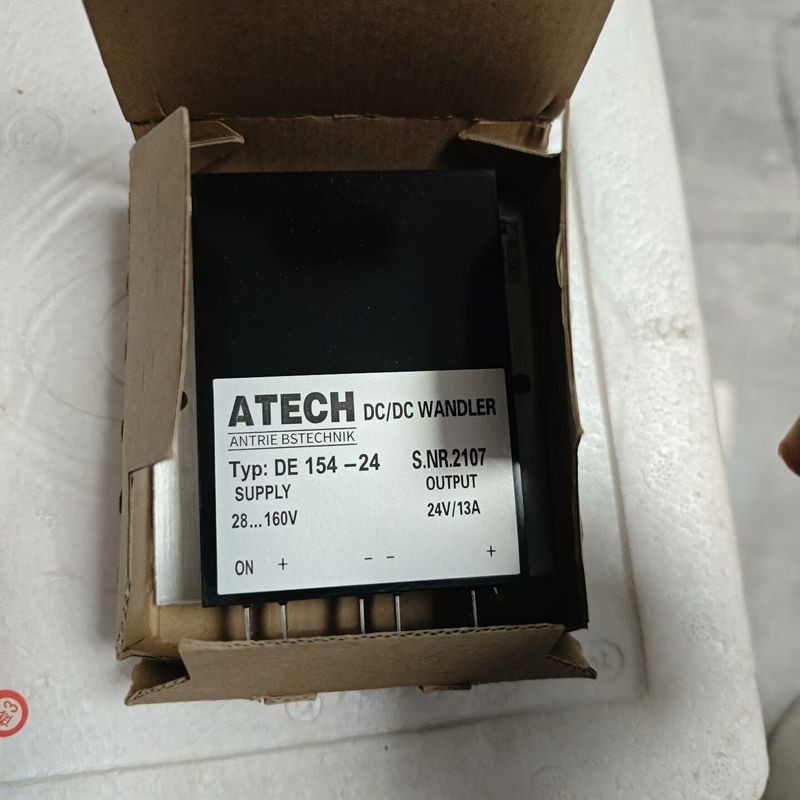 ATECH DC/DC WANDLER
ANTRIE BSTECHNIK
Typ: DE 154 –24 S.NR.2107
SUPPLY OUTPUT
28...160V 24V/13A
ON + – – +
3